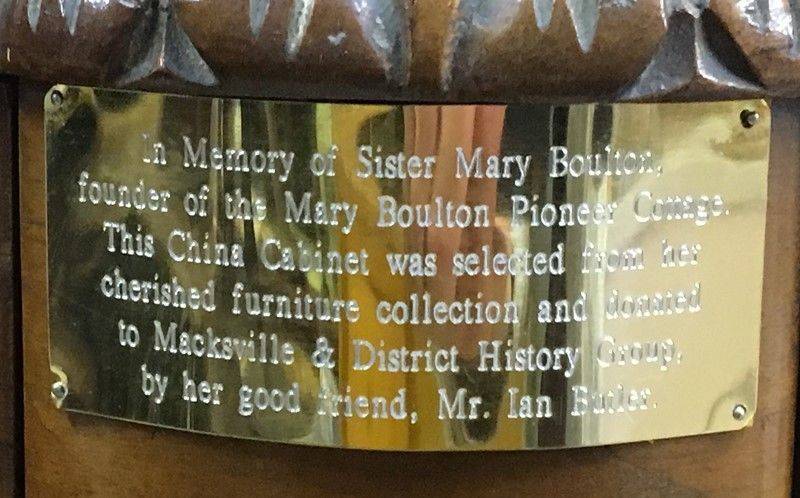 In Memory of Sister Mary Boulton,
founder of the Mary Boulton Pioneer Cottage.
This China Cabinet was selected from her
cherished furniture collection and donated
to Macksville & District History Group,
by her good friend, Mr. Ian Butler.